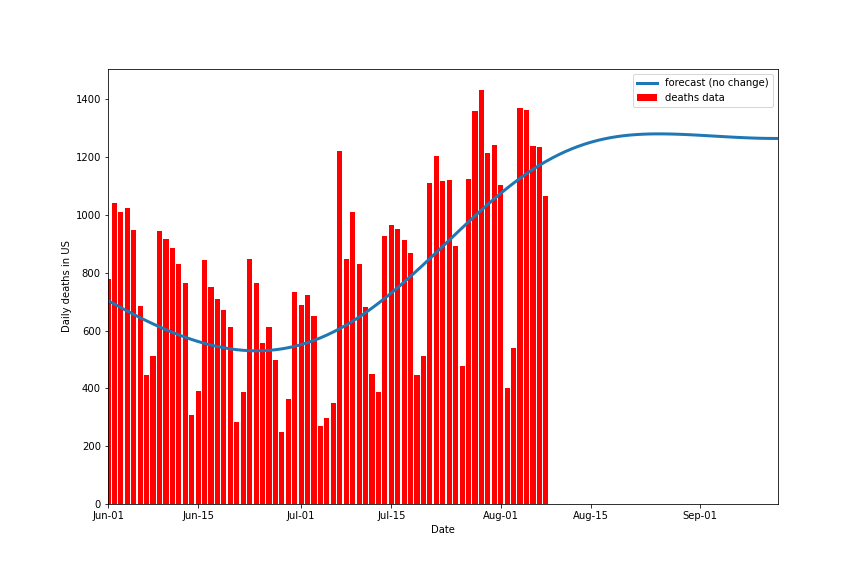 forecast (no change)
deaths data
Daily deaths in US
1400
1200
1000
800
600
400
200
0
Jun-01 Jun-15 Jul-01 Jul-15 Aug-01 Aug-15 Sep-01
Date